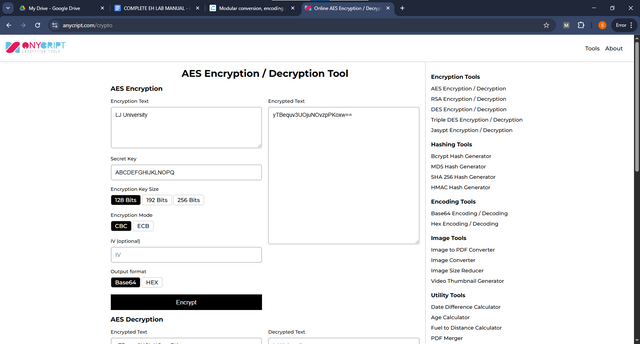 My Drive - Google Drive
COMPLETE EH LAB MANUAL -
Modular conversion, encoding
Online AES Encryption / Decryp
anycript.com/crypto
M
Error
ANYCRIPT
Tools
About
AES Encryption / Decryption Tool
AES Encryption
Encryption Text
Encrypted Text
LJ University
yTBequv3UOjuNOvzpPKoxw==
Secret Key
ABCDEFGHIJKLNOPQ
Encryption Key Size
128 Bits
192 Bits
256 Bits
Encryption Mode
CBC
ECB
IV (optional)
IV
Output format
Base64
HEX
Encrypt
AES Decryption
Encrypted Text
Decrypted Text
Encryption Tools
AES Encryption / Decryption
RSA Encryption / Decryption
DES Encryption / Decryption
Triple DES Encryption / Decryption
Jasypt Encryption / Decryption
Hashing Tools
Bcrypt Hash Generator
MD5 Hash Generator
SHA 256 Hash Generator
HMAC Hash Generator
Encoding Tools
Base64 Encoding / Decoding
Hex Encoding / Decoding
Image Tools
Image to PDF Converter
Image Converter
Image Size Reducer
Video Thumbnail Generator
Utility Tools
Date Difference Calculator
Age Calculator
Fuel to Distance Calculator
PDF Merger